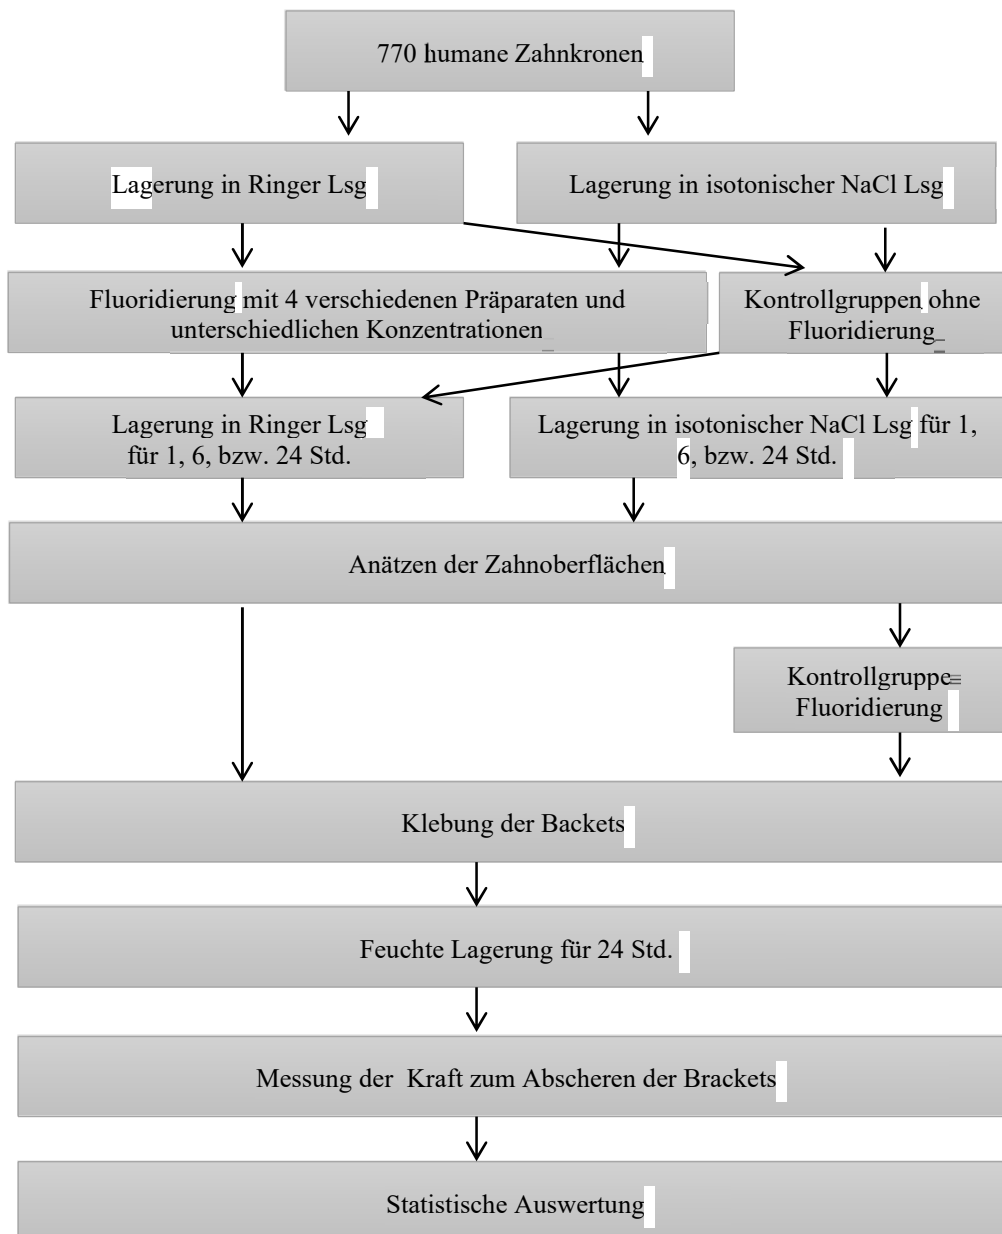 770 humane Zahnkronen
Lagerung in Ringer Lsg
Lagerung in isotonischer NaCl Lsg
Fluoridierung mit 4 verschiedenen Präparaten und
unterschiedlichen Konzentrationen
Kontrollgruppen ohne
Fluoridierung
Lagerung in Ringer Lsg
für 1, 6, bzw. 24 Std.
Lagerung in isotonischer NaCl Lsg für 1,
6, bzw. 24 Std.
Anätzen der Zahnoberflächen
Kontrollgruppe
Fluoridierung
Klebung der Backets
Feuchte Lagerung für 24 Std.
Messung der Kraft zum Abscheren der Brackets
Statistische Auswertung